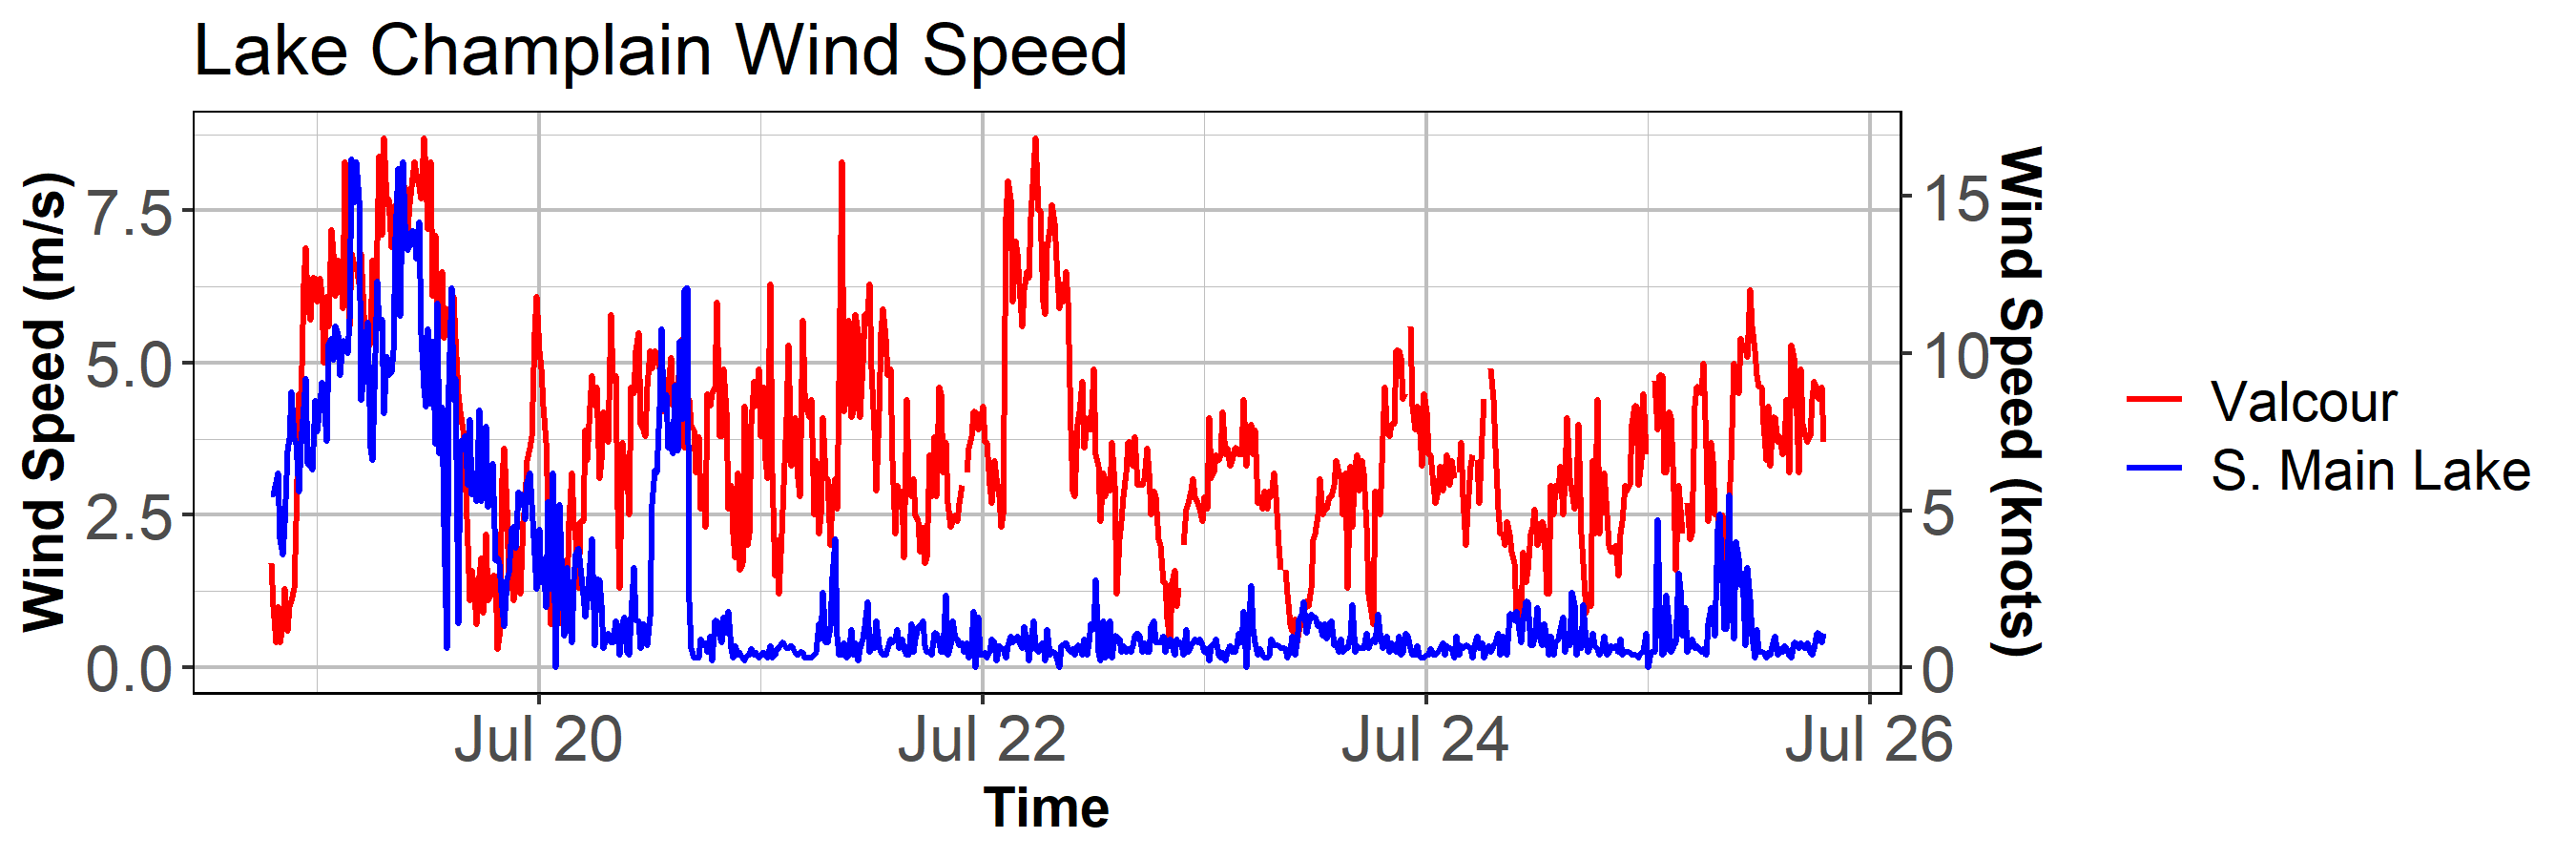 Lake Champlain Wind Speed
Wind Speed (m/s)
7.5
5.0
2.5
0.0
Wind Speed (knots)
15
10
5
0
Jul 20
Jul 22
Jul 24
Jul 26
Time
Valcour
S. Main Lake